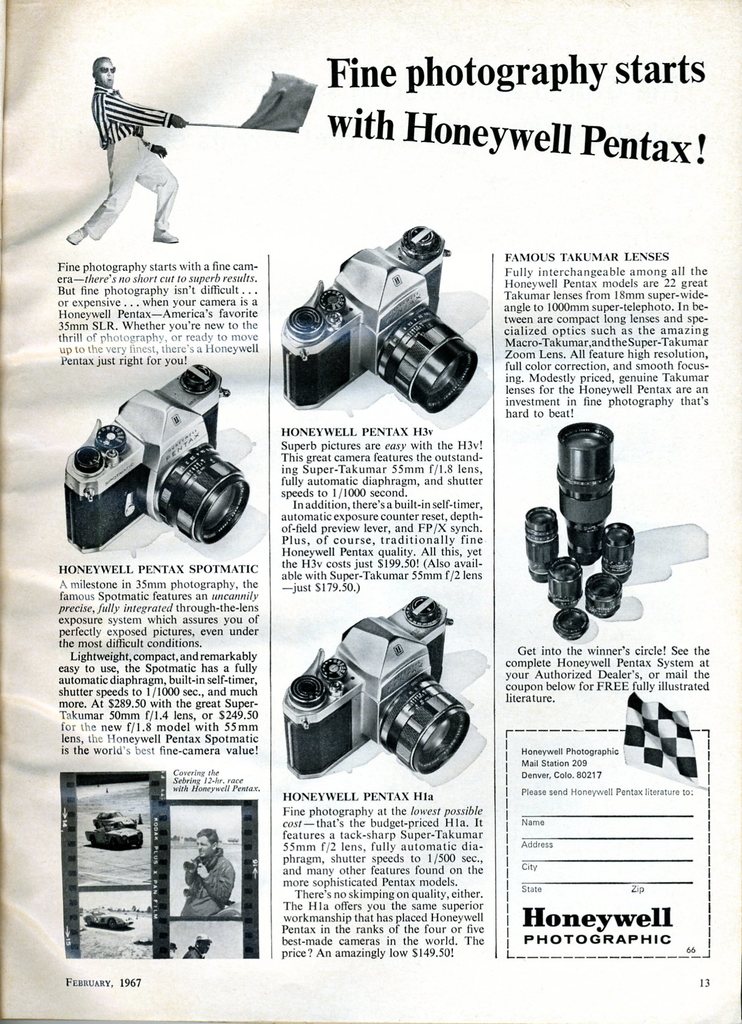 Fine photography starts
with Honeywell Pentax!
Fine photography starts with a fine cam-
era—there's no short cut to superb results.
But fine photography isn't difficult . . .
or expensive . . . when your camera is a
Honeywell Pentax—America's favorite
35mm SLR. Whether you're new to the
thrill of photography, or ready to move
up to the very finest, there's a Honeywell
Pentax just right for you!
HONEYWELL PENTAX SPOTMATIC
A milestone in 35mm photography, the
famous Spotmatic features an uncannily
precise, fully integrated through-the-lens
exposure system which assures you of
perfectly exposed pictures, even under
the most difficult conditions.
Lightweight, compact, and remarkably
easy to use, the Spotmatic has a fully
automatic diaphragm, built-in self-timer,
shutter speeds to 1/1000 sec., and much
more. At $289.50 with the great Super-
Takumar 50mm f/1.4 lens, or $249.50
for the new f/1.8 model with 55mm
lens, the Honeywell Pentax Spotmatic
is the world's best fine-camera value!
Covering the
Sebring 12-hr. race
with Honeywell Pentax.
KODAK PLUS X PAN FILM
HONEYWELL PENTAX H3v
Superb pictures are easy with the H3v!
This great camera features the outstand-
ing Super-Takumar 55mm f/1.8 lens,
fully automatic diaphragm, and shutter
speeds to 1/1000 second.
In addition, there's a built-in self-timer,
automatic exposure counter reset, depth-
of-field preview lever, and FP/X synch.
Plus, of course, traditionally fine
Honeywell Pentax quality. All this, yet
the H3v costs just $199.50! (Also avail-
able with Super-Takumar 55mm f/2 lens
—just $179.50.)
HONEYWELL PENTAX H1a
Fine photography at the lowest possible
cost—that's the budget-priced H1a. It
features a tack-sharp Super-Takumar
55mm f/2 lens, fully automatic dia-
phragm, shutter speeds to 1/500 sec.,
and many other features found on the
more sophisticated Pentax models.
There's no skimping on quality, either.
The H1a offers you the same superior
workmanship that has placed Honeywell
Pentax in the ranks of the four or five
best-made cameras in the world. The
price? An amazingly low $149.50!
FAMOUS TAKUMAR LENSES
Fully interchangeable among all the
Honeywell Pentax models are 22 great
Takumar lenses from 18mm super-wide-
angle to 1000mm super-telephoto. In be-
tween are compact long lenses and spe-
cialized optics such as the amazing
Macro-Takumar, and the Super-Takumar
Zoom Lens. All feature high resolution,
full color correction, and smooth focus-
ing. Modestly priced, genuine Takumar
lenses for the Honeywell Pentax are an
investment in fine photography that's
hard to beat!
Get into the winner's circle! See the
complete Honeywell Pentax System at
your Authorized Dealer's, or mail the
coupon below for FREE fully illustrated
literature.
Honeywell Photographic
Mail Station 209
Denver, Colo. 80217
Please send Honeywell Pentax literature to:
Name
Address
City
State Zip
Honeywell
PHOTOGRAPHIC
66
FEBRUARY, 1967
13